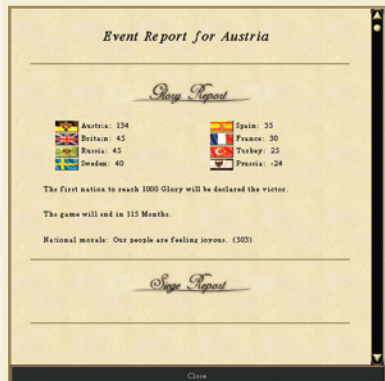 Event Report for Austria
Glory Report
Austria: 134
Britain: 45
Russia: 45
Sweden: 40
Spain: 35
France: 30
Turkey: 25
Prussia: -24
The first nation to reach 1000 Glory will be declared the victor.
The game will end in 115 Months.
National morale: Our people are feeling joyous. (503)
Siege Report
Close